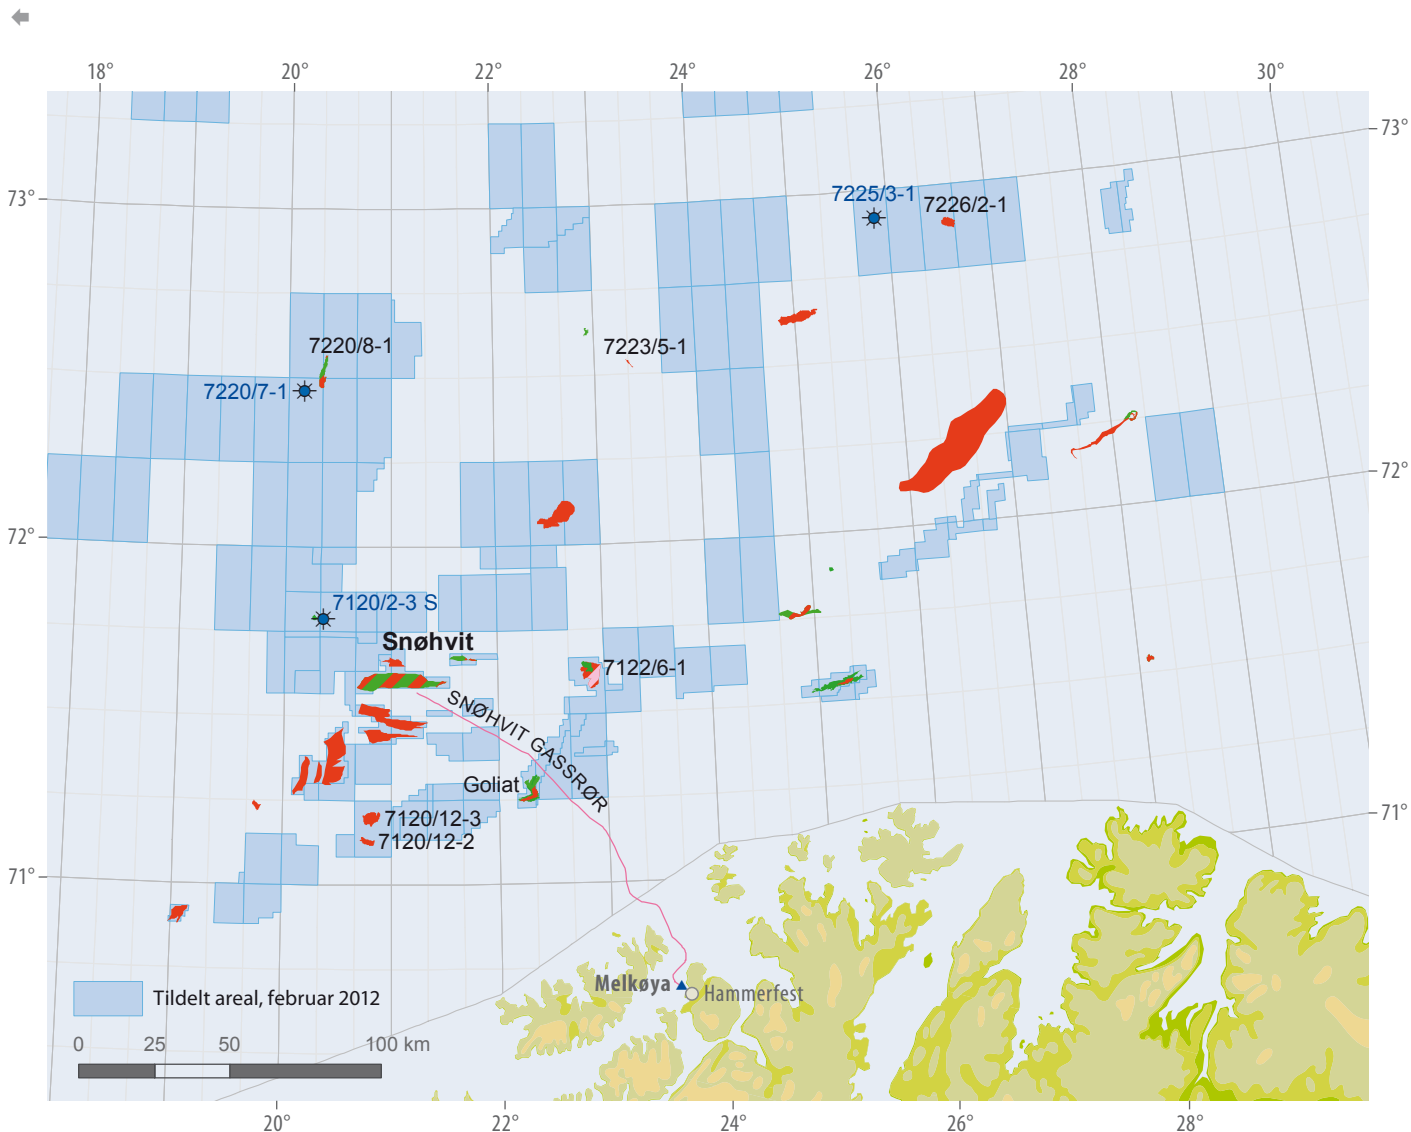 18° 20° 22° 24° 26° 28° 30°
73°
73°
7225/3-1
7226/2-1
7220/8-1
7223/5-1
7220/7-1
72°
72°
7120/2-3 S
Snøhvit
7122/6-1
SNØHVIT GASSRØR
Goliat
7120/12-3
7120/12-2
71°
71°
Melkøya
Hammerfest
Tildelt areal, februar 2012
0 25 50 100 km
20° 22° 24° 26° 28°